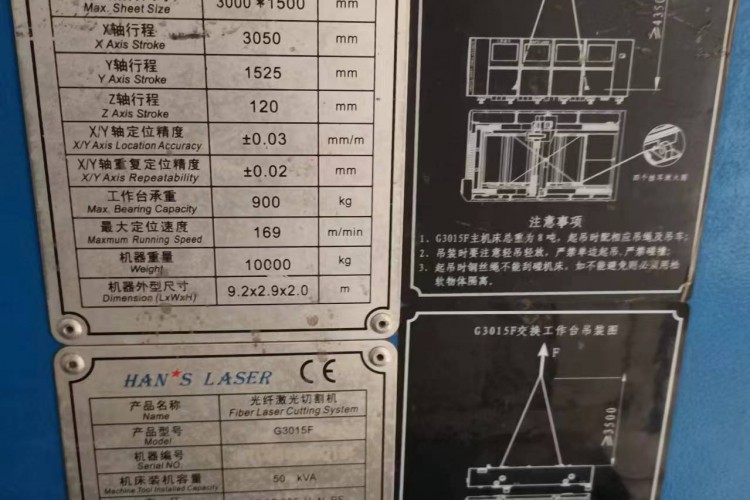 Max. Sheet Size 3000*1500 mm
X轴行程 3050 mm
X Axis Stroke
Y轴行程 1525 mm
Y Axis Stroke
Z轴行程 120 mm
Z Axis Stroke
X/Y轴定位精度 ±0.03 mm/m
X/Y Axis Location Accuracy
X/Y轴重复定位精度 ±0.02 mm
X/Y Axis Repeatability
工作台承重 900 kg
Max. Bearing Capacity
最大定位速度 169 m/min
Maxmum Running Speed
机器重量 10000 kg
Weight
机器外型尺寸 9.2x2.9x2.0 m
Dimension (LxWxH)
HAN*S LASER CE
产品名称 光纤激光切割机
Name Fiber Laser Cutting System
产品型号 G3015F
Model
机器编号
Serial NO.
机床装机容量 50 kVA
Machine Tool Installed Capacity
注意事项
1、G3015F主机床总重为8吨，起吊时配相应吊绳及吊车；
2、吊装时要注意轻吊轻放，严禁单边起吊，严禁碰撞；
3、起吊时钢丝绳不能刮碰机床，如不能避免则必须用松
软物体隔离。
G3015F交换工作台吊装图
F
≥3500